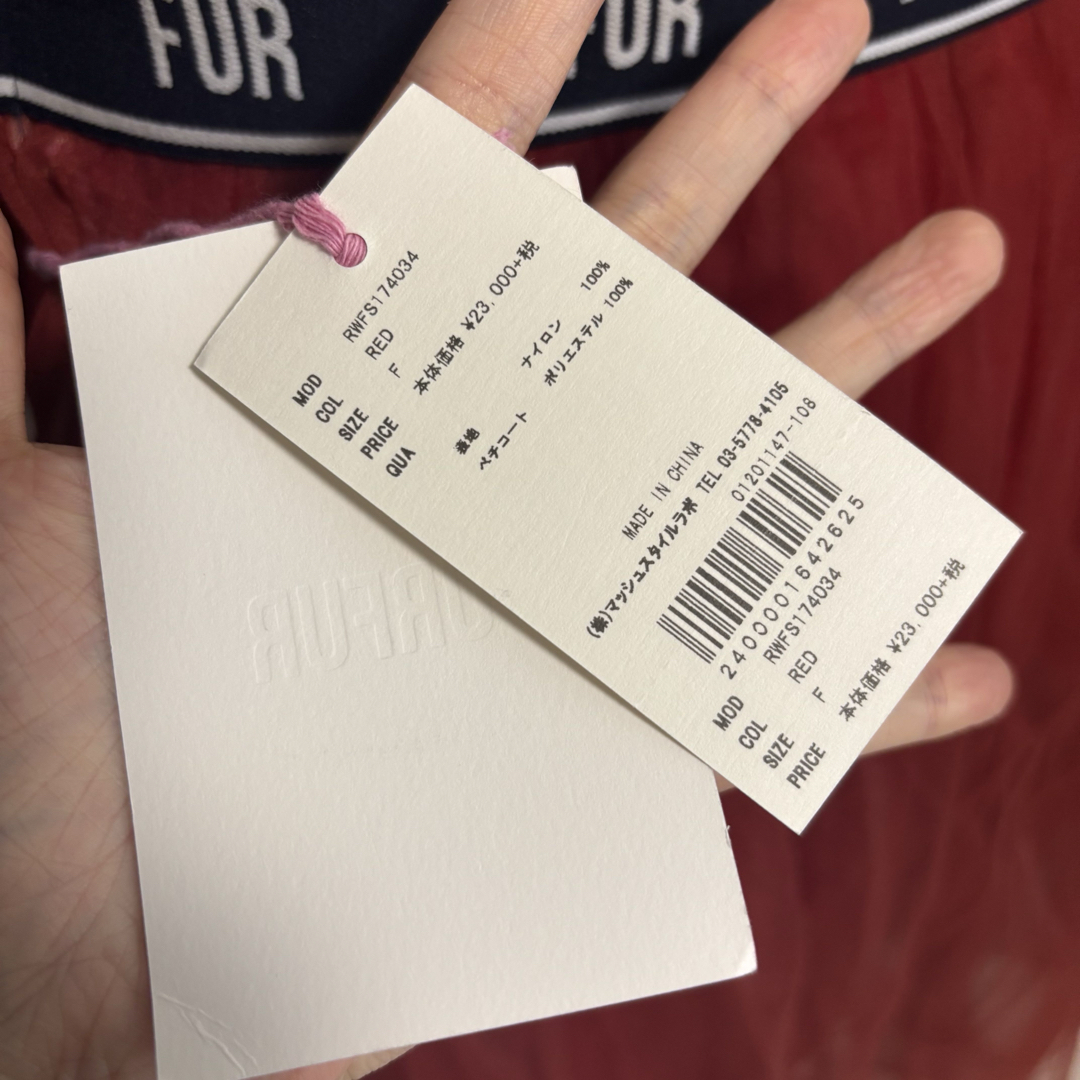 FUR
FUR
MOD RWFS174034
COL RED
SIZE F
PRICE 本体価格 ¥23,000+税
QUA
表地 ナイロン 100%
ペチコート ポリエステル 100%
MADE IN CHINA
(株)マッシュスタイルラボ TEL 03-5778-4105
01201147-108
2400001642625
MOD RWFS174034
COL RED
SIZE F
PRICE 本体価格 ¥23,000+税